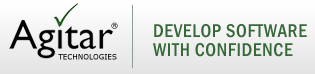 Agitar®
TECHNOLOGIES
DEVELOP SOFTWARE
WITH CONFIDENCE